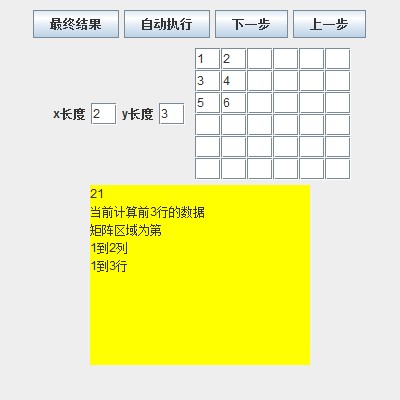 最终结果 自动执行 下一步 上一步
1 2
3 4
x长度 2 y长度 3
5 6
21
当前计算前3行的数据
矩阵区域为第
1到2列
1到3行